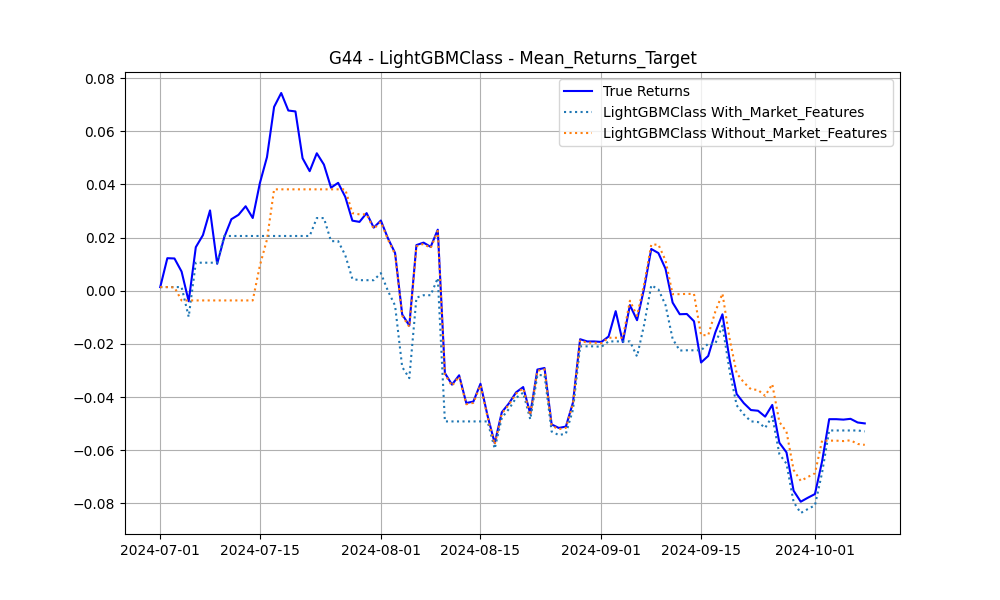 G44 - LightGBMClass - Mean_Returns_Target
True Returns
LightGBMClass With_Market_Features
LightGBMClass Without_Market_Features
0.08
0.06
0.04
0.02
0.00
−0.02
−0.04
−0.06
−0.08
2024-07-01 2024-07-15 2024-08-01 2024-08-15 2024-09-01 2024-09-15 2024-10-01